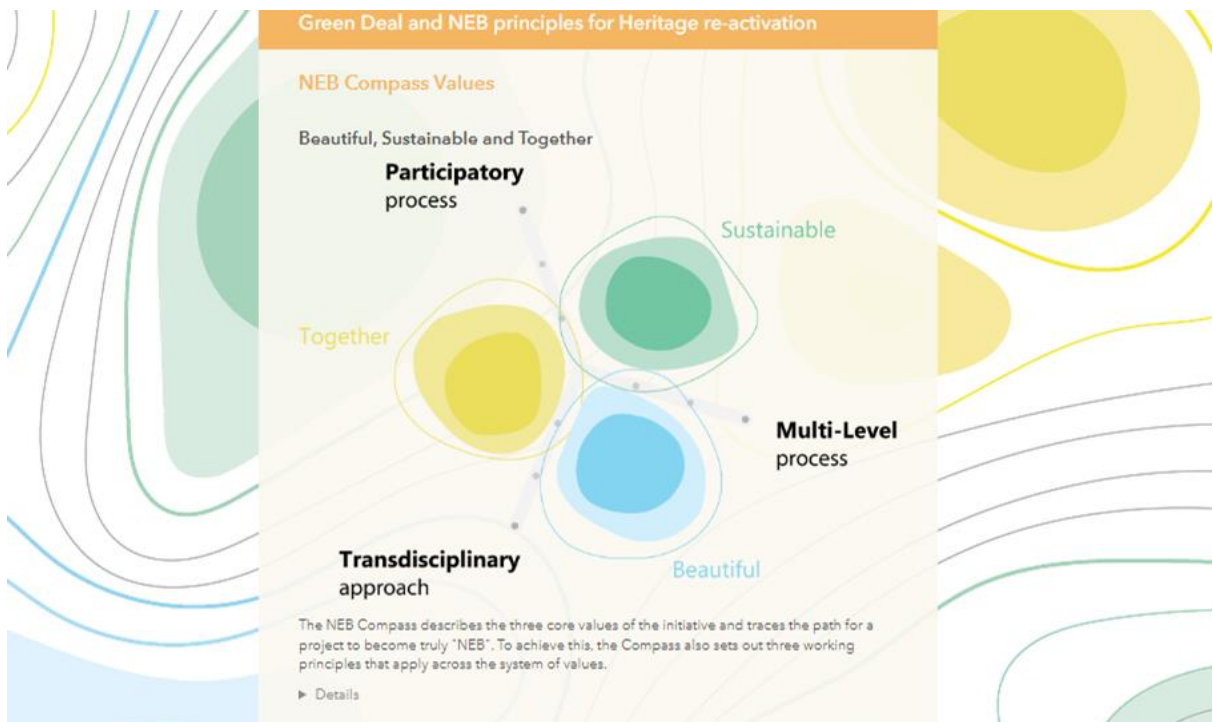 Green Deal and NEB principles for Heritage re-activation
NEB Compass Values
Beautiful, Sustainable and Together
Participatory
process
Sustainable
Together
Multi-Level
process
Transdisciplinary
approach
Beautiful
The NEB Compass describes the three core values of the initiative and traces the path for a
project to become truly "NEB". To achieve this, the Compass also sets out three working
principles that apply across the system of values.
▶ Details